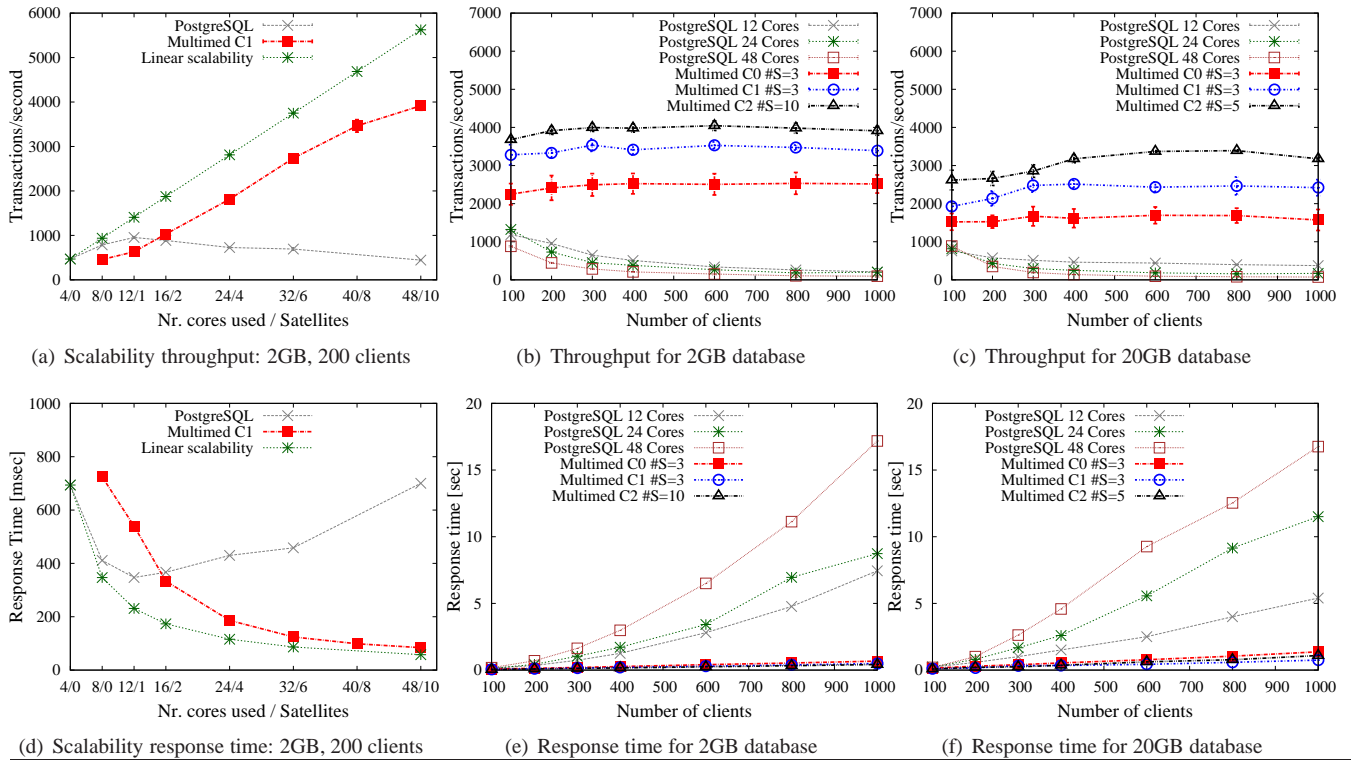 6000
5000
4000
3000
2000
1000
0
Transactions/second
PostgreSQL
Multimed C1
Linear scalability
4/0 8/0 12/1 16/2 24/4 32/6 40/8 48/10
Nr. cores used / Satellites
(a) Scalability throughput: 2GB, 200 clients
7000
6000
5000
4000
3000
2000
1000
0
Transactions/second
PostgreSQL 12 Cores
PostgreSQL 24 Cores
PostgreSQL 48 Cores
Multimed C0 #S=3
Multimed C1 #S=3
Multimed C2 #S=10
100 200 300 400 500 600 700 800 900 1000
Number of clients
(b) Throughput for 2GB database
7000
6000
5000
4000
3000
2000
1000
0
Transactions/second
PostgreSQL 12 Cores
PostgreSQL 24 Cores
PostgreSQL 48 Cores
Multimed C0 #S=3
Multimed C1 #S=3
Multimed C2 #S=5
100 200 300 400 500 600 700 800 900 1000
Number of clients
(c) Throughput for 20GB database
1000
800
600
400
200
0
Response Time [msec]
PostgreSQL
Multimed C1
Linear scalability
4/0 8/0 12/1 16/2 24/4 32/6 40/8 48/10
Nr. cores used / Satellites
(d) Scalability response time: 2GB, 200 clients
20
15
10
5
0
Response time [sec]
PostgreSQL 12 Cores
PostgreSQL 24 Cores
PostgreSQL 48 Cores
Multimed C0 #S=3
Multimed C1 #S=3
Multimed C2 #S=10
100 200 300 400 500 600 700 800 900 1000
Number of clients
(e) Response time for 2GB database
20
15
10
5
0
Response time [sec]
PostgreSQL 12 Cores
PostgreSQL 24 Cores
PostgreSQL 48 Cores
Multimed C0 #S=3
Multimed C1 #S=3
Multimed C2 #S=5
100 200 300 400 500 600 700 800 900 1000
Number of clients
(f) Response time for 20GB database